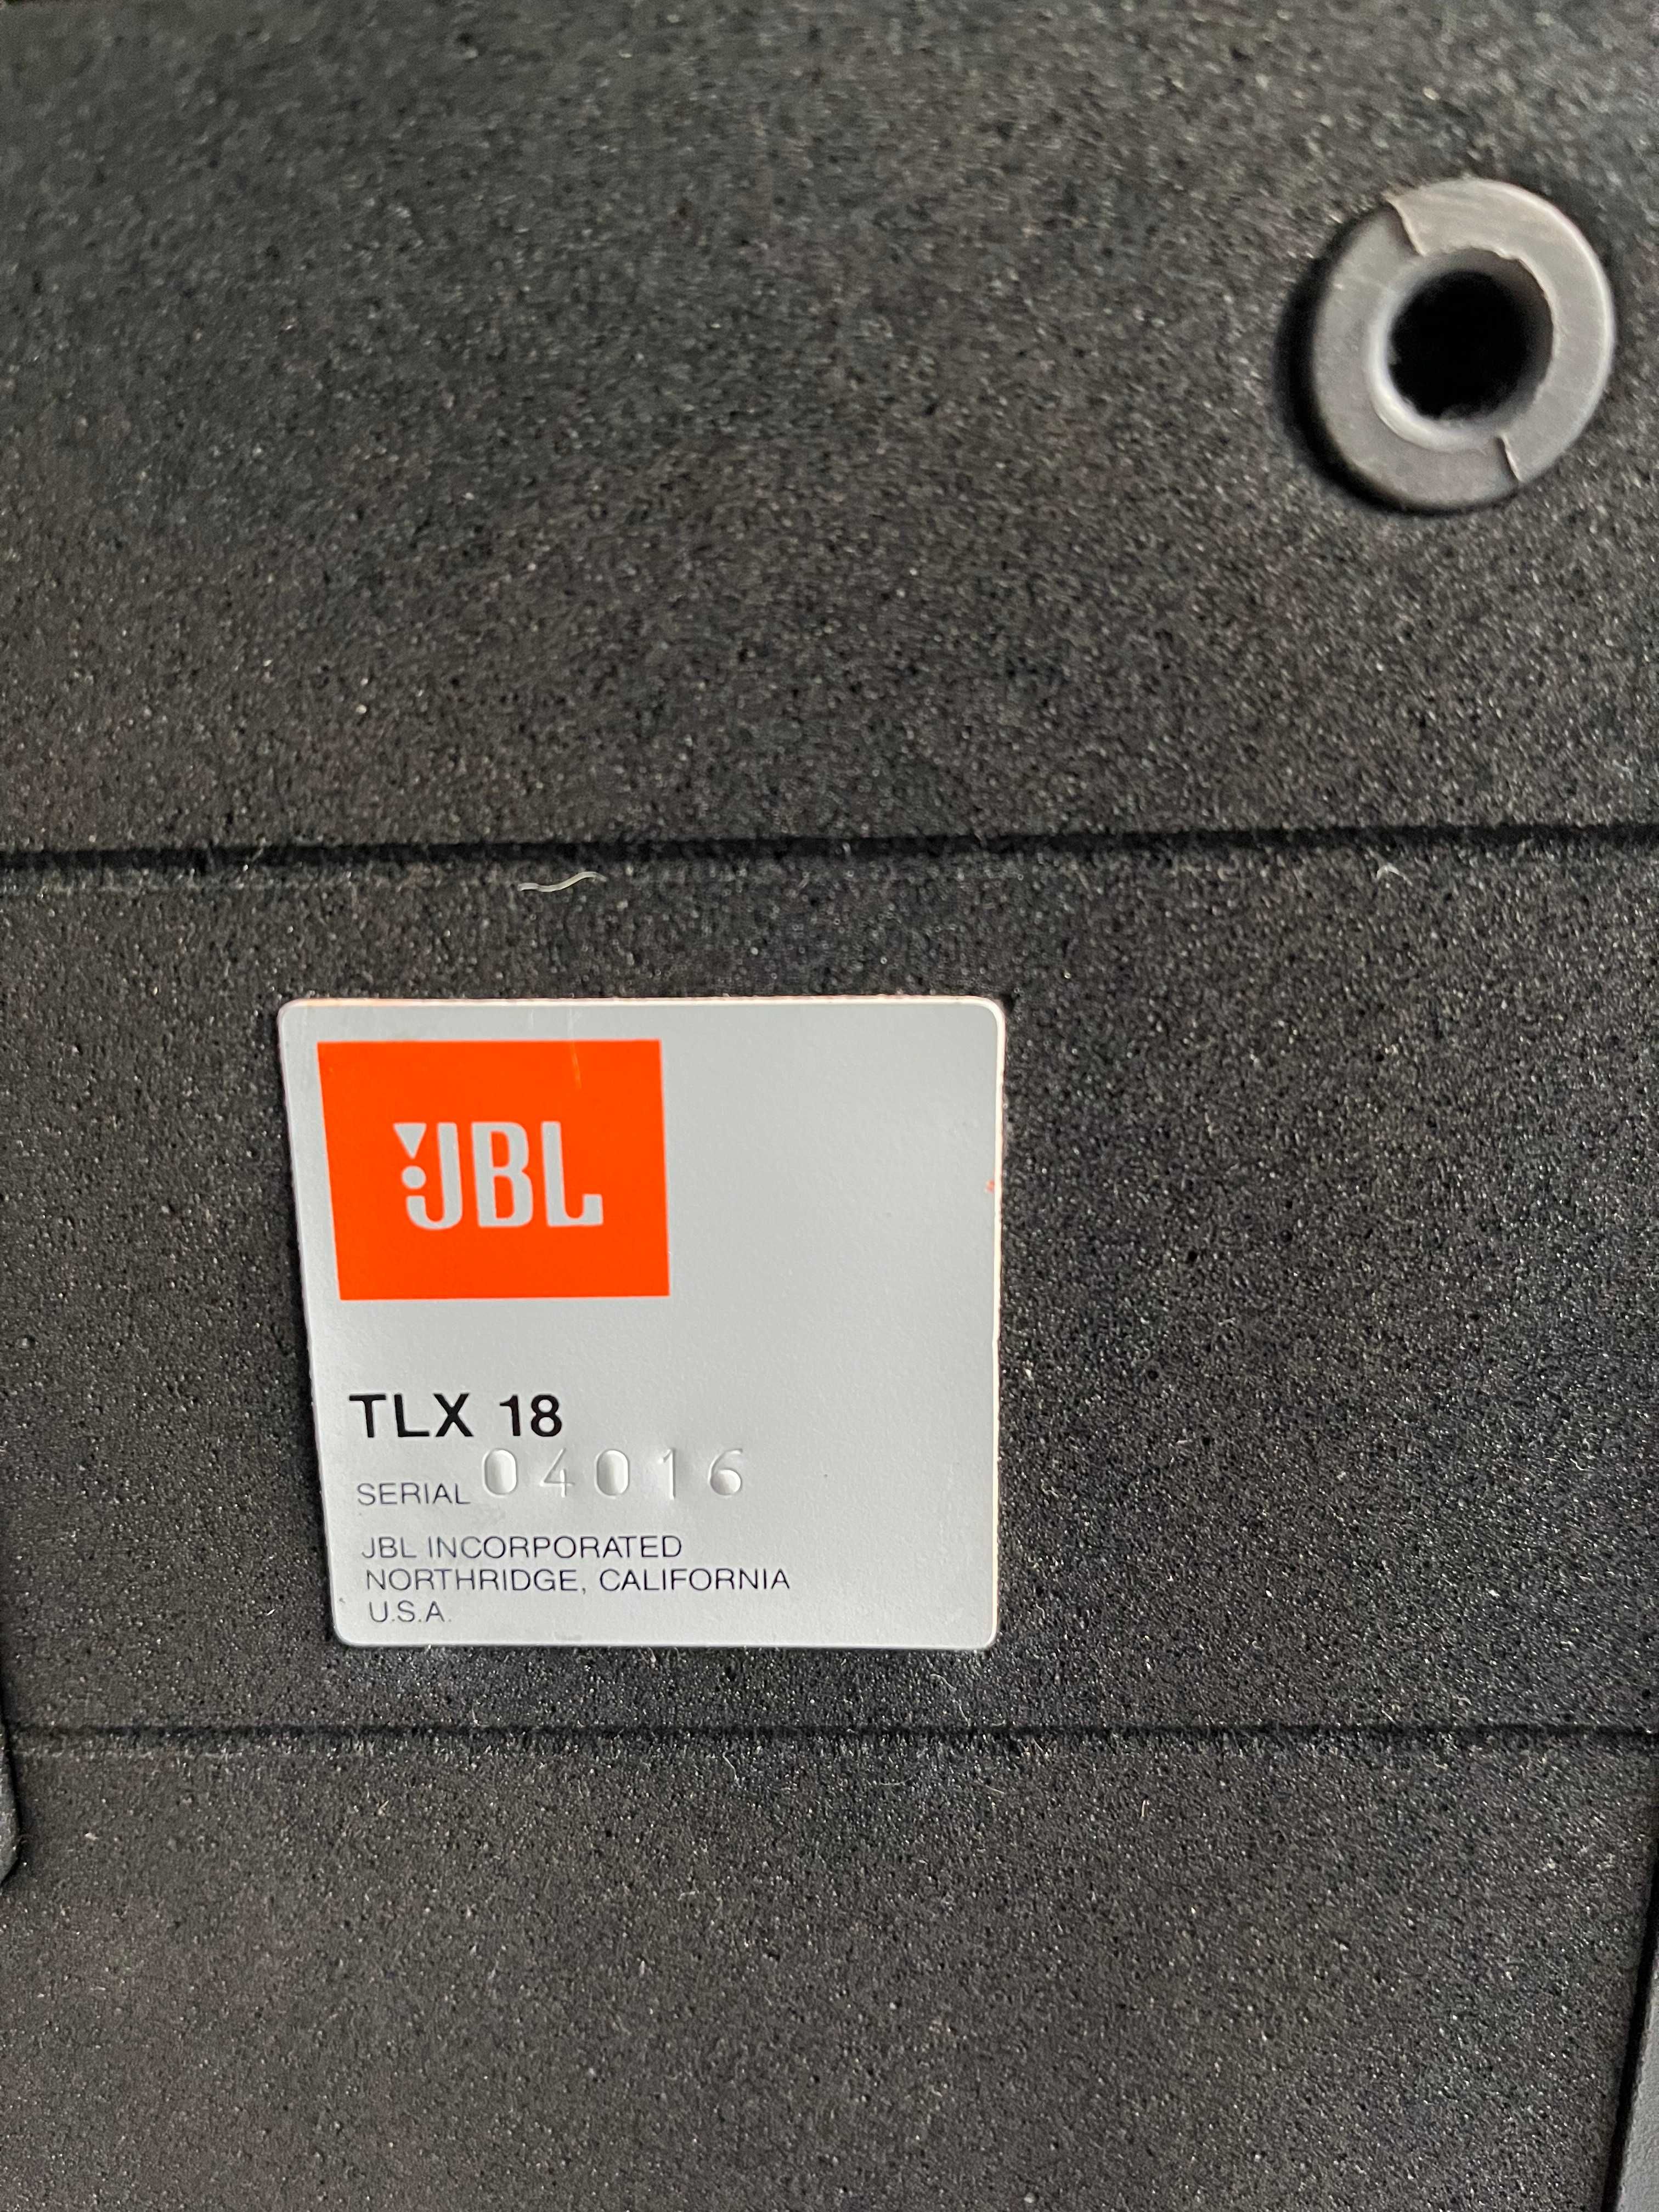 JBL
TLX 18
SERIAL 04016
JBL INCORPORATED
NORTHRIDGE, CALIFORNIA
U.S.A.